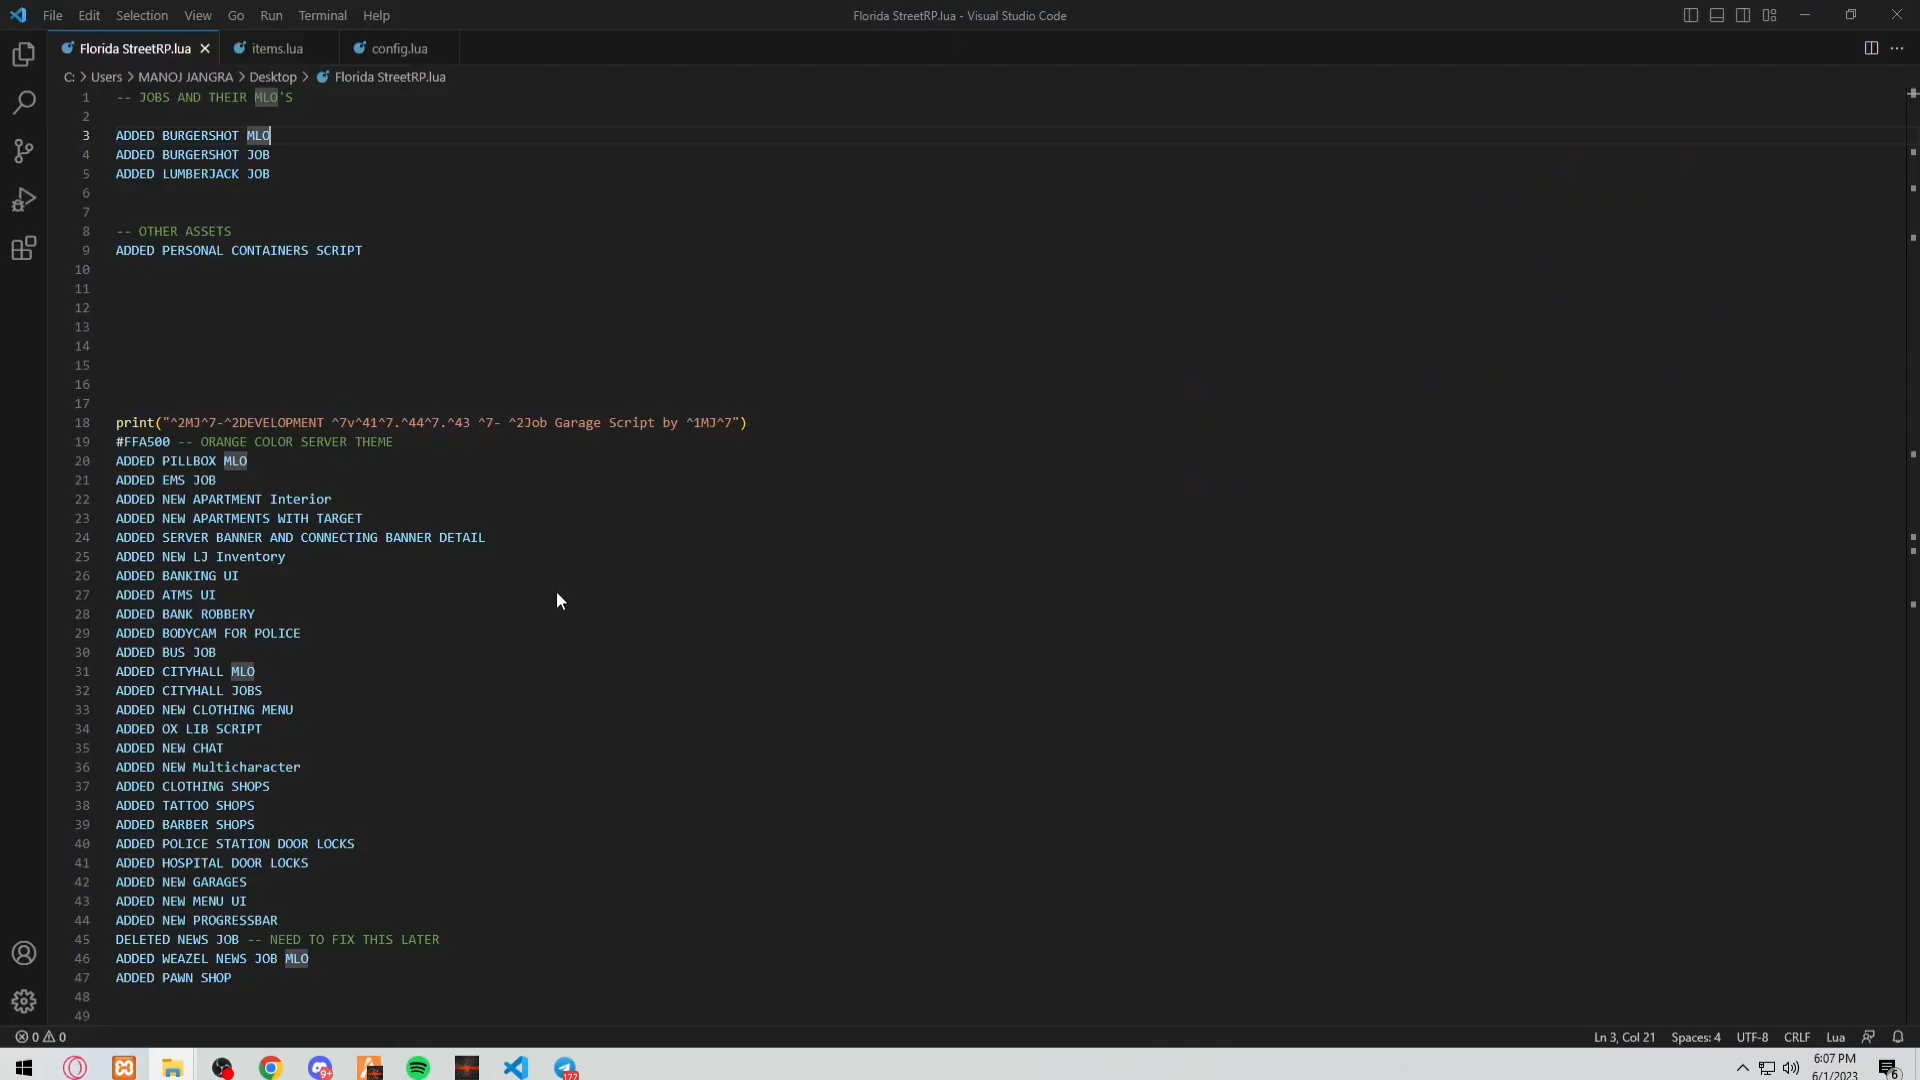 File Edit Selection View Go Run Terminal Help
Florida StreetRP.lua - Visual Studio Code
Florida StreetRP.lua
items.lua
config.lua
C: > Users > MANOJ JANGRA > Desktop > Florida StreetRP.lua
1 -- JOBS AND THEIR MLO'S
2
3 ADDED BURGERSHOT MLO
4 ADDED BURGERSHOT JOB
5 ADDED LUMBERJACK JOB
6
7
8 -- OTHER ASSETS
9 ADDED PERSONAL CONTAINERS SCRIPT
10
11
12
13
14
15
16
17
18 print("^2MJ^7-^2DEVELOPMENT ^7v^41^7.^44^7.^43 ^7- ^2Job Garage Script by ^1MJ^7")
19 #FFA500 -- ORANGE COLOR SERVER THEME
20 ADDED PILLBOX MLO
21 ADDED EMS JOB
22 ADDED NEW APARTMENT Interior
23 ADDED NEW APARTMENTS WITH TARGET
24 ADDED SERVER BANNER AND CONNECTING BANNER DETAIL
25 ADDED NEW LJ Inventory
26 ADDED BANKING UI
27 ADDED ATMS UI
28 ADDED BANK ROBBERY
29 ADDED BODYCAM FOR POLICE
30 ADDED BUS JOB
31 ADDED CITYHALL MLO
32 ADDED CITYHALL JOBS
33 ADDED NEW CLOTHING MENU
34 ADDED OX LIB SCRIPT
35 ADDED NEW CHAT
36 ADDED NEW Multicharacter
37 ADDED CLOTHING SHOPS
38 ADDED TATTOO SHOPS
39 ADDED BARBER SHOPS
40 ADDED POLICE STATION DOOR LOCKS
41 ADDED HOSPITAL DOOR LOCKS
42 ADDED NEW GARAGES
43 ADDED NEW MENU UI
44 ADDED NEW PROGRESSBAR
45 DELETED NEWS JOB -- NEED TO FIX THIS LATER
46 ADDED WEAZEL NEWS JOB MLO
47 ADDED PAWN SHOP
48
49
0 0
Ln 3, Col 21 Spaces: 4 UTF-8 CRLF Lua
9+
177
6:07 PM
6/1/2023
6